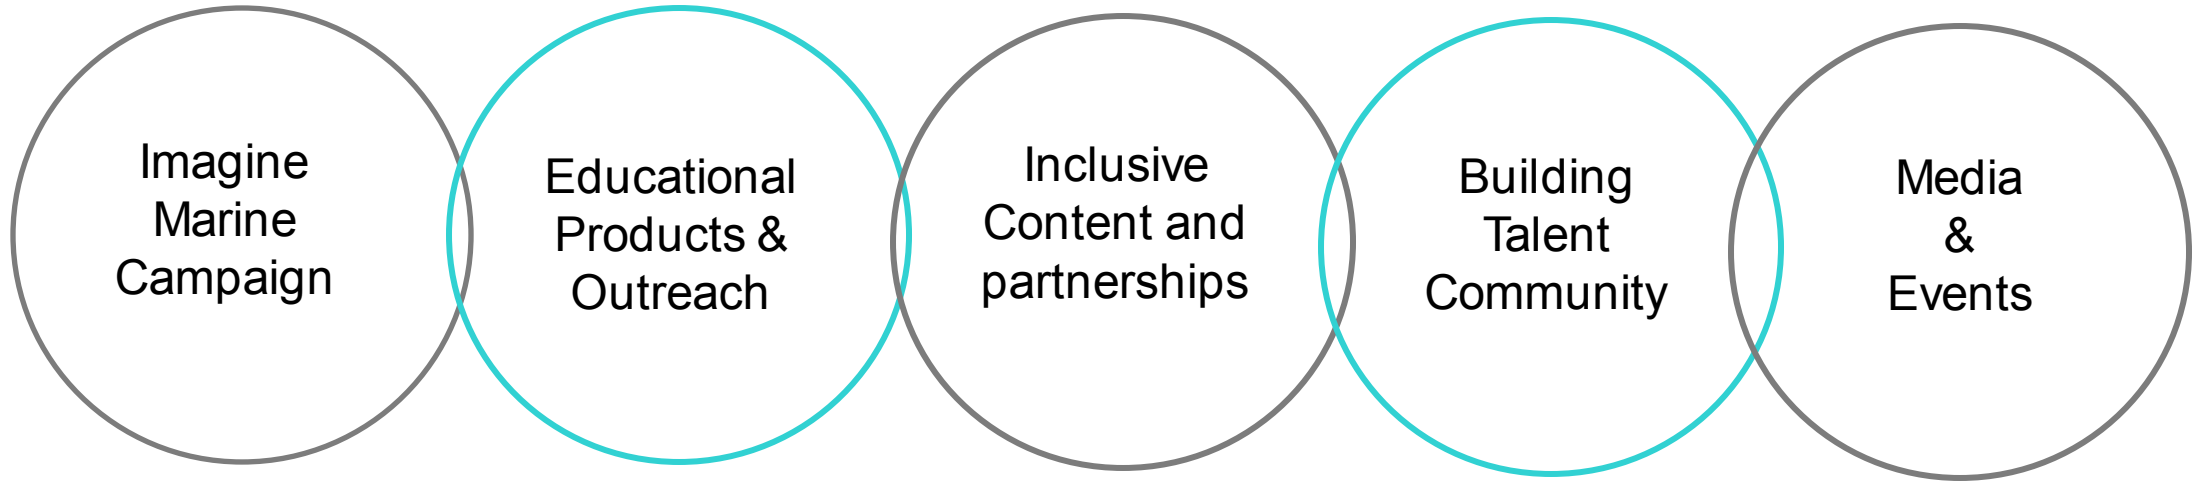 Imagine
Marine
Campaign
Educational
Products &
Outreach
Inclusive
Content and
partnerships
Building
Talent
Community
Media
&
Events